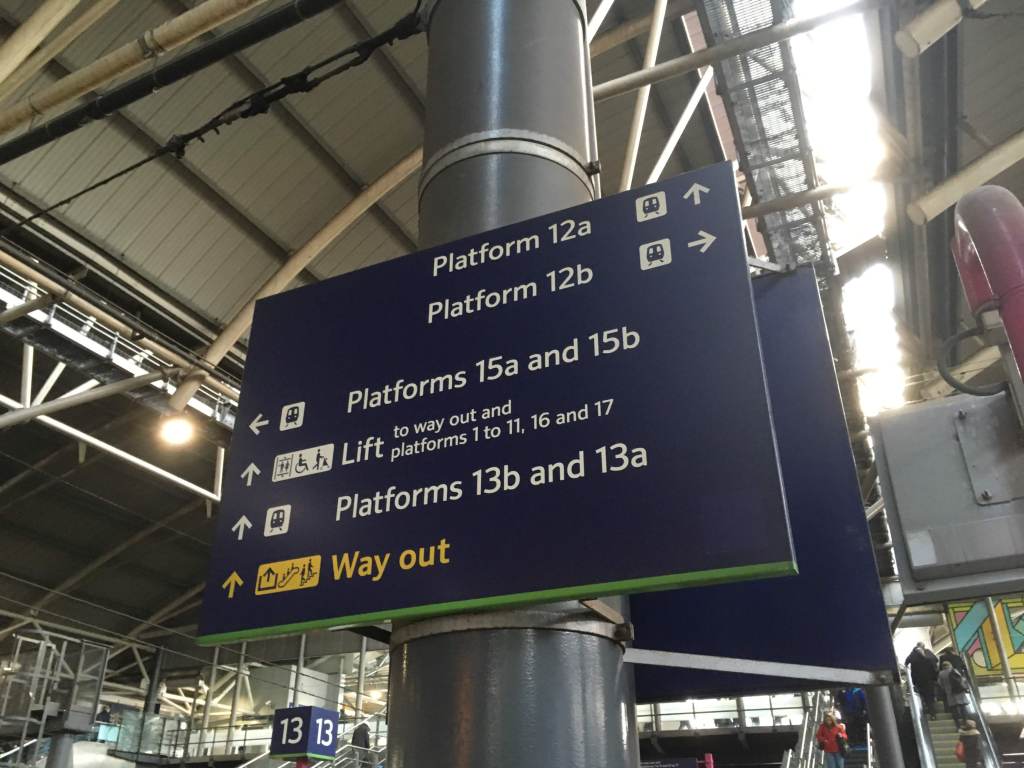 Platform 12a
Platform 12b
Platforms 15a and 15b
Lift to way out and
platforms 1 to 11, 16 and 17
Platforms 13b and 13a
Way out
13 13